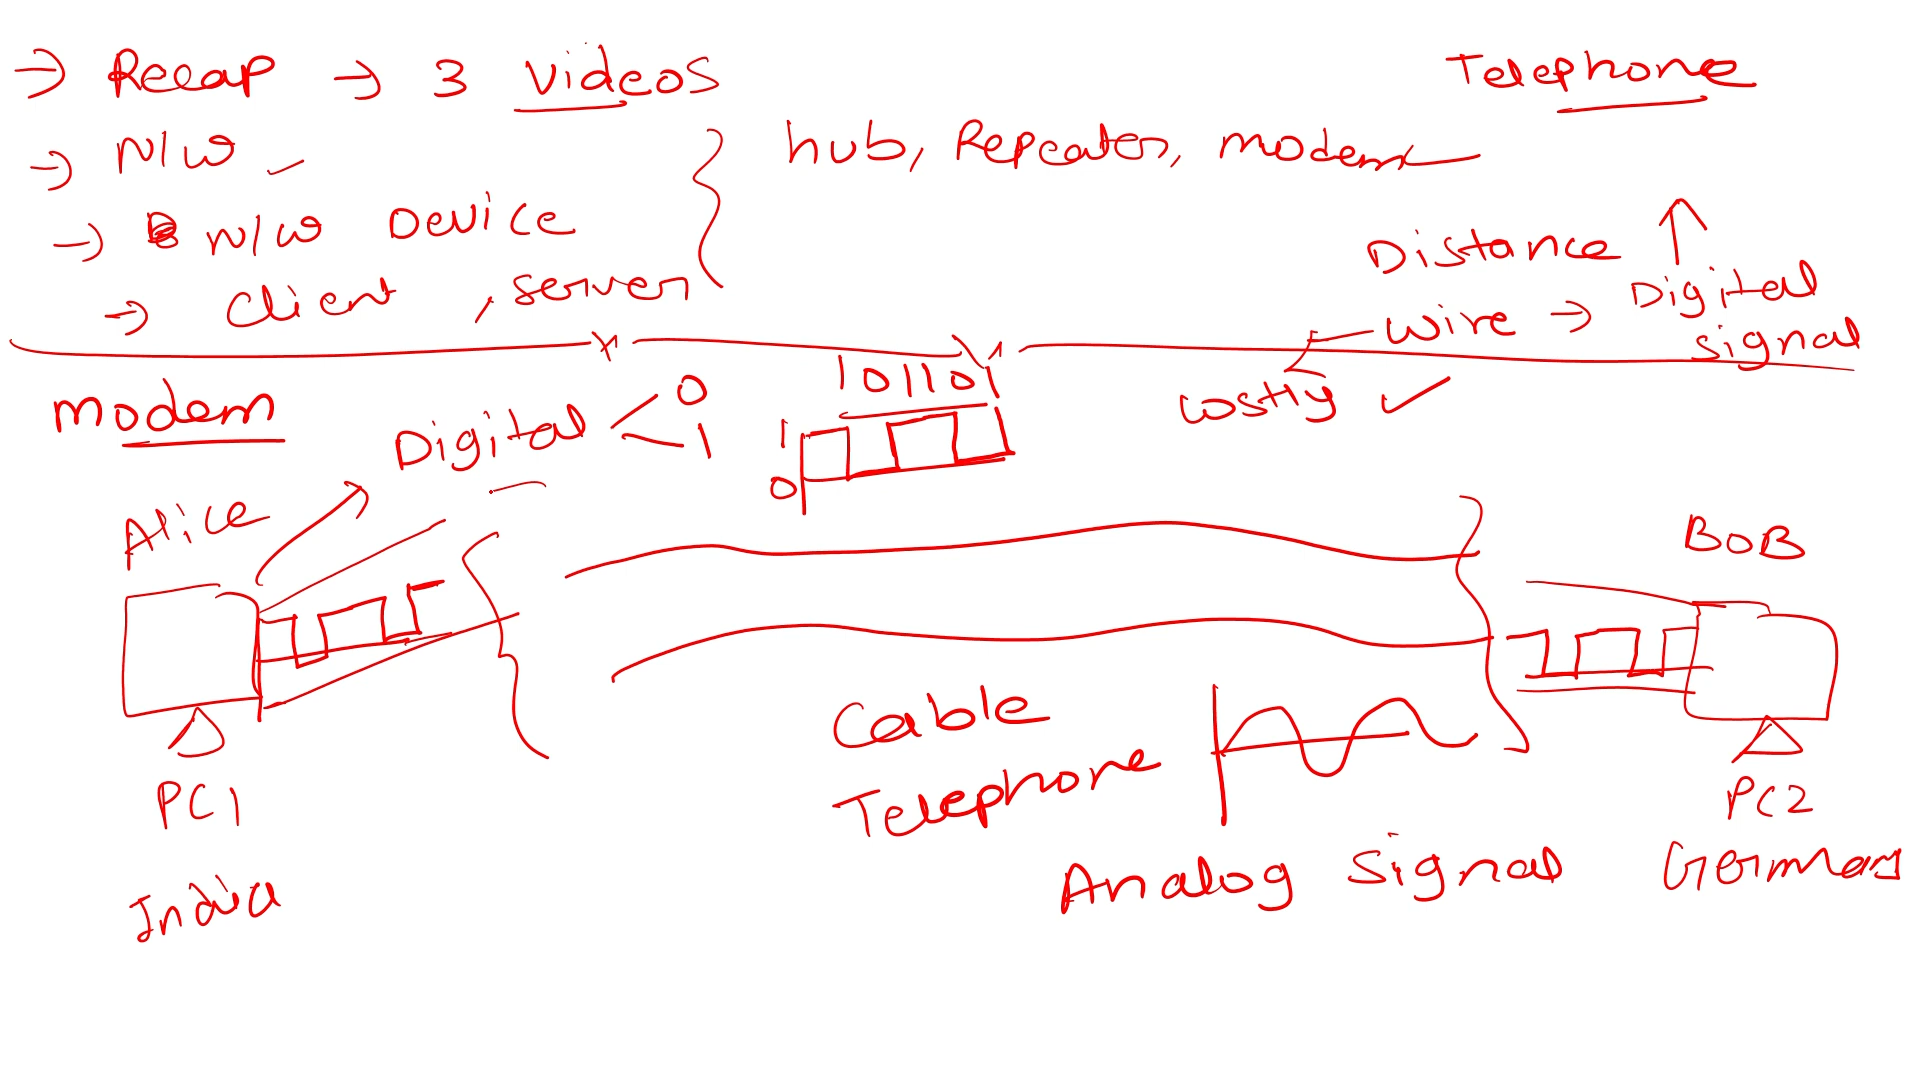 → Recap → 3 Videos
Telephone
→ N/W
hub, Repeater, modem
→ N/W Device
→ Client, Server
Distance ↑
Wire → Digital signal
Costly ✓
Modem
Digital < 0 1
101101
1
0
Alice
BOB
Cable
Telephone
Analog Signal
PC1
PC2
India
Germany